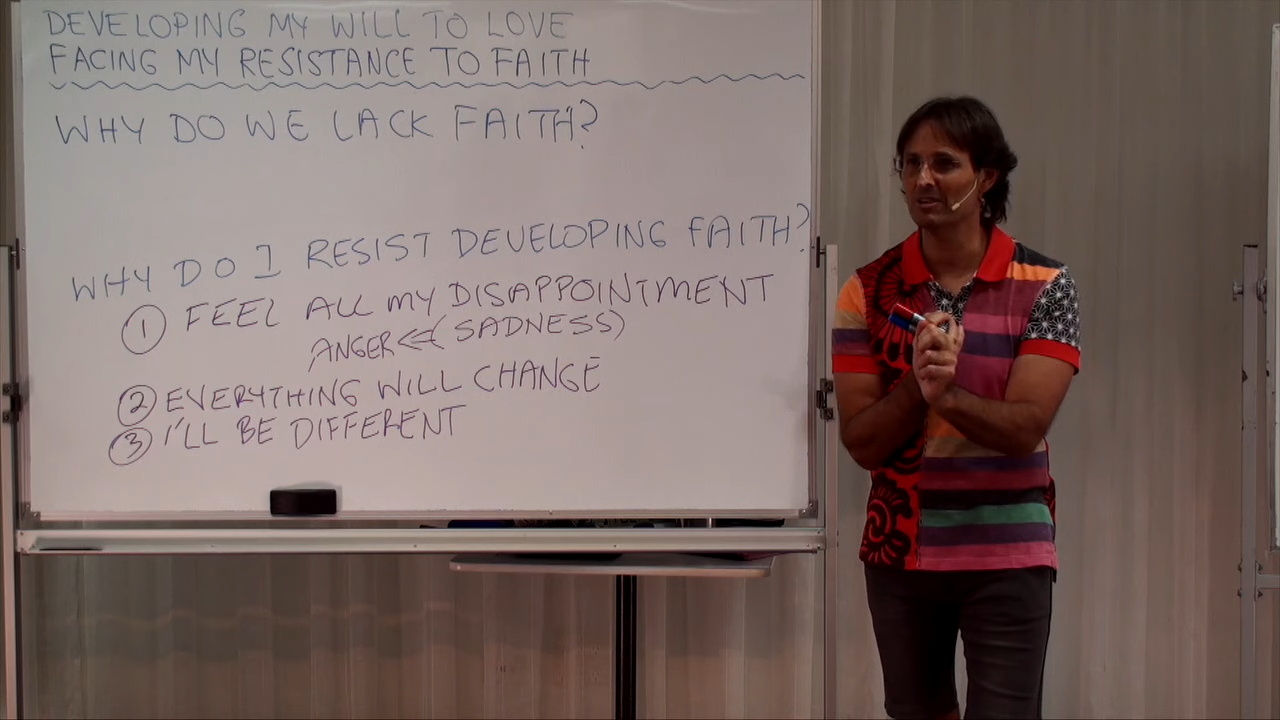 DEVELOPING MY WILL TO LOVE
FACING MY RESISTANCE TO FAITH
WHY DO WE LACK FAITH?
WHY DO I RESIST DEVELOPING FAITH?
① FEEL ALL MY DISAPPOINTMENT
ANGER<<(SADNESS)
② EVERYTHING WILL CHANGE
③ I'LL BE DIFFERENT